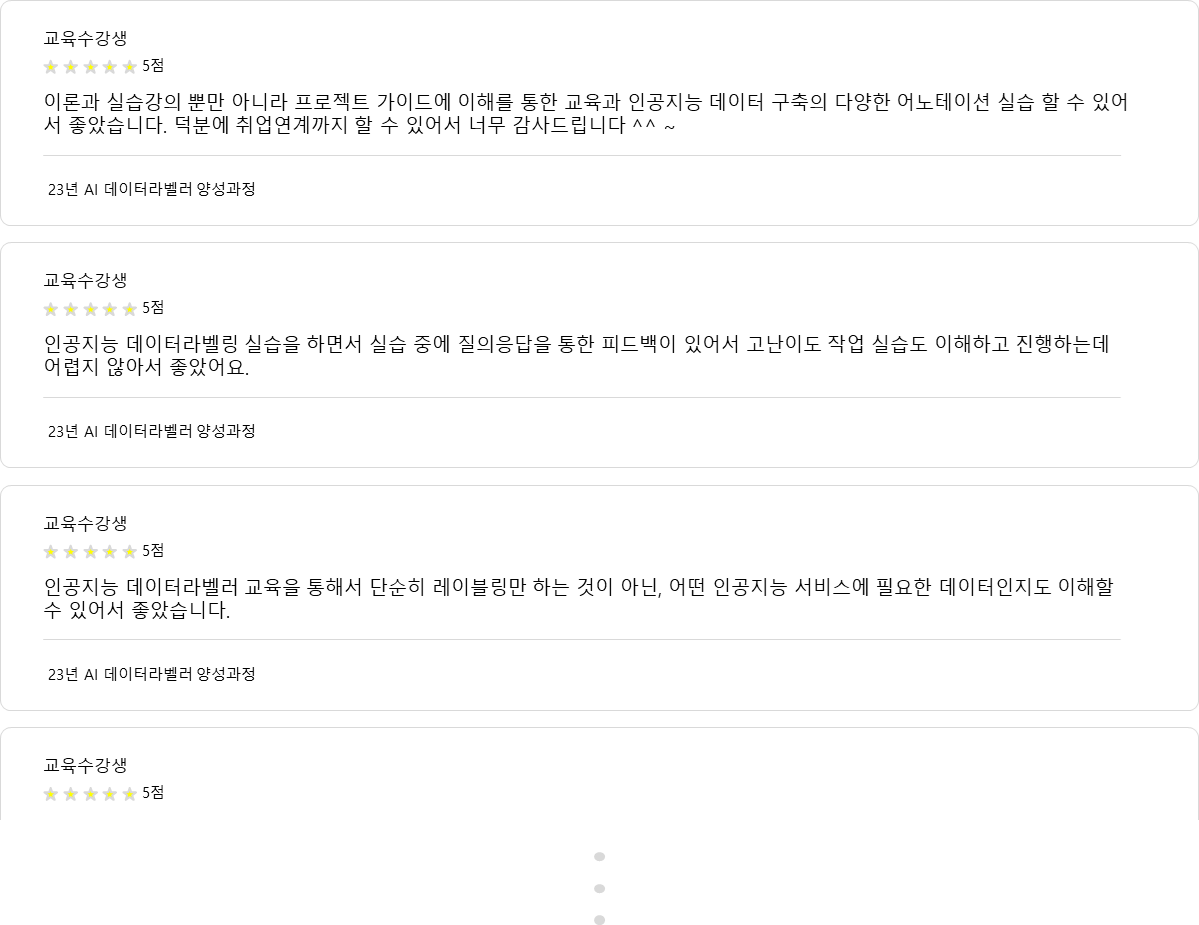 교육수강생
★★★★★ 5점
이론과 실습강의 뿐만 아니라 프로젝트 가이드에 이해를 통한 교육과 인공지능 데이터 구축의 다양한 어노테이션 실습 할 수 있어
서 좋았습니다. 덕분에 취업연계까지 할 수 있어서 너무 감사드립니다 ^^ ~
23년 AI 데이터라벨러 양성과정
교육수강생
★★★★★ 5점
인공지능 데이터라벨링 실습을 하면서 실습 중에 질의응답을 통한 피드백이 있어서 고난이도 작업 실습도 이해하고 진행하는데
어렵지 않아서 좋았어요.
23년 AI 데이터라벨러 양성과정
교육수강생
★★★★★ 5점
인공지능 데이터라벨러 교육을 통해서 단순히 레이블링만 하는 것이 아닌, 어떤 인공지능 서비스에 필요한 데이터인지도 이해할
수 있어서 좋았습니다.
23년 AI 데이터라벨러 양성과정
교육수강생
★★★★★ 5점